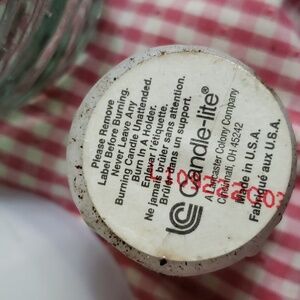 Please Remove
Label Before Burning.
Never Leave Any
Burning Candle Unattended.
Burn in A Holder.
Enlever l'étiquette.
Ne jamais brûler sans attention.
Brûler dans un support.
Candle-lite®
A Lancaster Colony Company
Cincinnati, OH 45242
Made in U.S.A.
Fabriqué aux U.S.A.